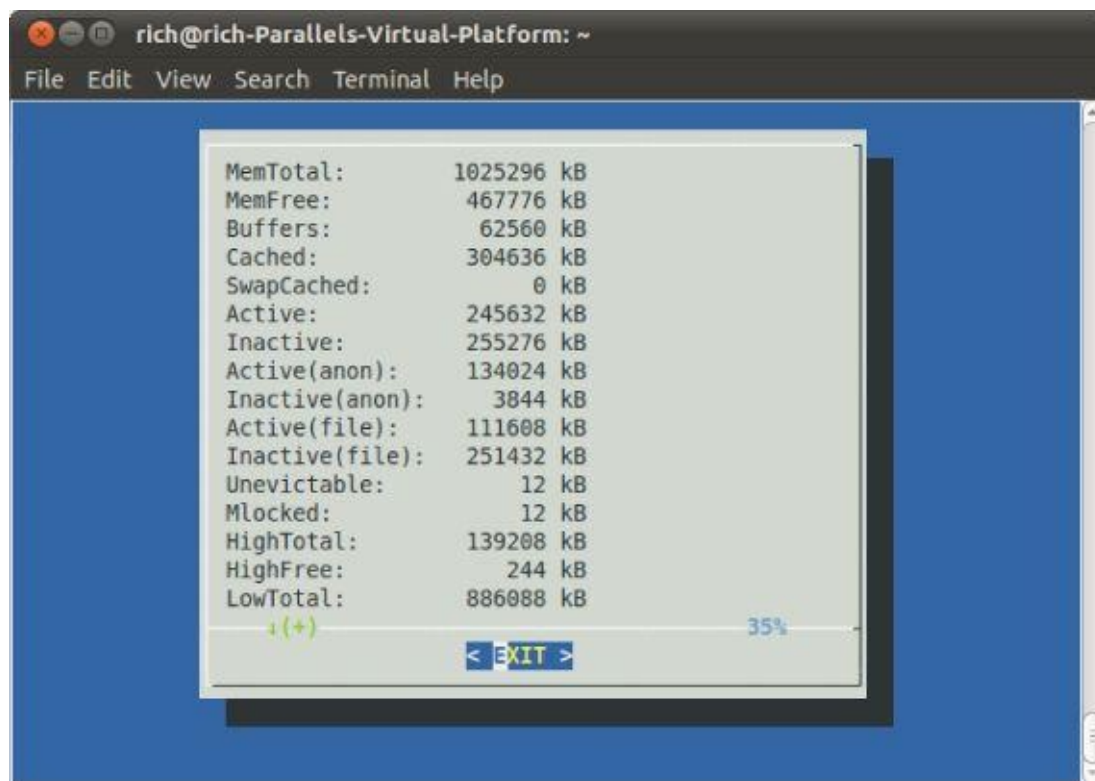 rich@rich-Parallels-Virtual-Platform: ~
File Edit View Search Terminal Help
MemTotal: 1025296 kB
MemFree: 467776 kB
Buffers: 62560 kB
Cached: 304636 kB
SwapCached: 0 kB
Active: 245632 kB
Inactive: 255276 kB
Active(anon): 134024 kB
Inactive(anon): 3844 kB
Active(file): 111608 kB
Inactive(file): 251432 kB
Unevictable: 12 kB
Mlocked: 12 kB
HighTotal: 139208 kB
HighFree: 244 kB
LowTotal: 886088 kB
↓(+) 35%
< EXIT >